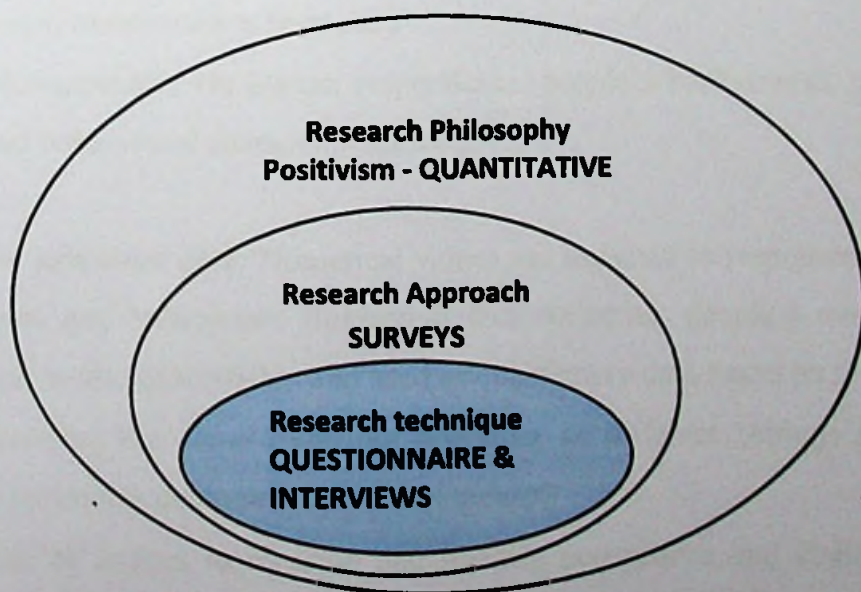 Research Philosophy
Positivism - QUANTITATIVE
Research Approach
SURVEYS
Research technique
QUESTIONNAIRE &
INTERVIEWS